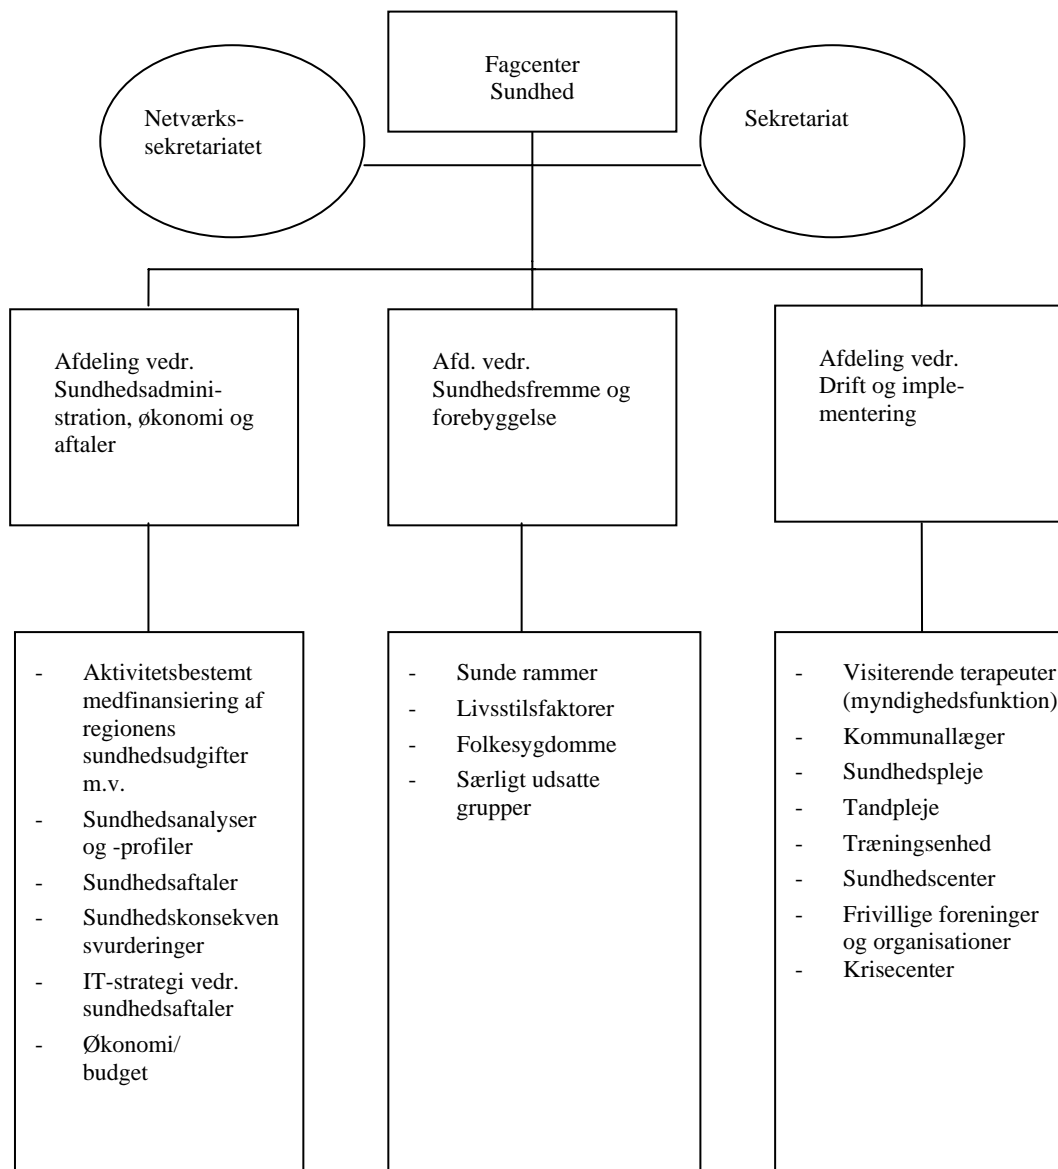 Fagcenter
Sundhed
Netværks-
sekretariatet
Sekretariat
Afdeling vedr.
Sundhedsadmini-
stration, økonomi og
aftaler
Afd. vedr.
Sundhedsfremme og
forebyggelse
Afdeling vedr.
Drift og imple-
mentering
- Aktivitetsbestemt
medfinansiering af
regionens
sundhedsudgifter
m.v.
- Sundhedsanalyser
og -profiler
- Sundhedsaftaler
- Sundhedskonsekven
svurderinger
- IT-strategi vedr.
sundhedsaftaler
- Økonomi/
budget
- Sunde rammer
- Livsstilsfaktorer
- Folkesygdomme
- Særligt udsatte
grupper
- Visiterende terapeuter
(myndighedsfunktion)
- Kommunallæger
- Sundhedspleje
- Tandpleje
- Træningsenhed
- Sundhedscenter
- Frivillige foreninger
og organisationer
- Krisecenter